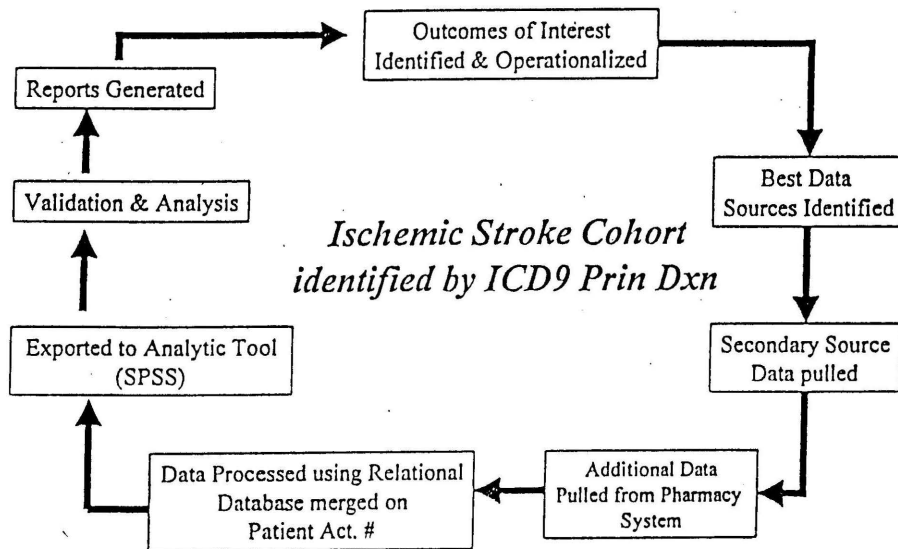 Outcomes of Interest
Identified & Operationalized
Best Data
Sources Identified
Secondary Source
Data pulled
Additional Data
Pulled from Pharmacy
System
Data Processed using Relational
Database merged on
Patient Act. #
Exported to Analytic Tool
(SPSS)
Validation & Analysis
Reports Generated
Ischemic Stroke Cohort
identified by ICD9 Prin Dxn